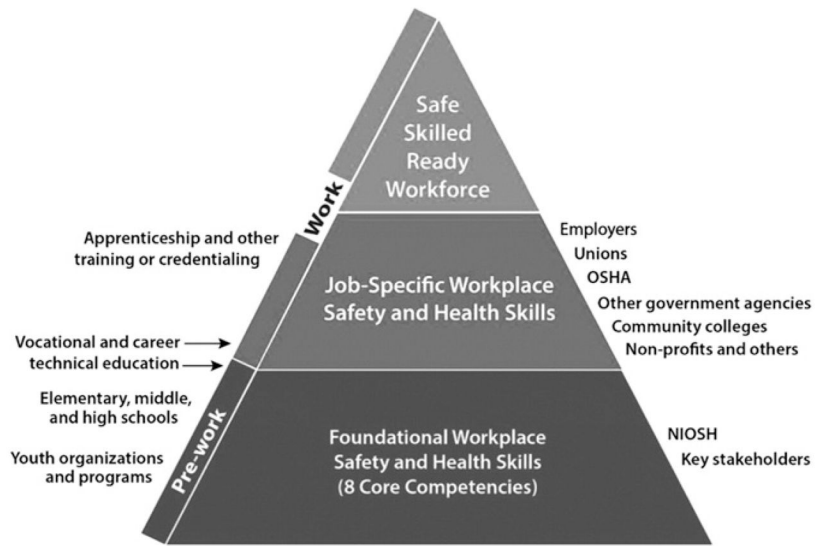 Safe
Skilled
Ready
Workforce
Work
Apprenticeship and other
training or credentialing
Job-Specific Workplace
Safety and Health Skills
Employers
Unions
OSHA
Other government agencies
Community colleges
Non-profits and others
Vocational and career
technical education
Elementary, middle,
and high schools
Youth organizations
and programs
Pre-work
Foundational Workplace
Safety and Health Skills
(8 Core Competencies)
NIOSH
Key stakeholders